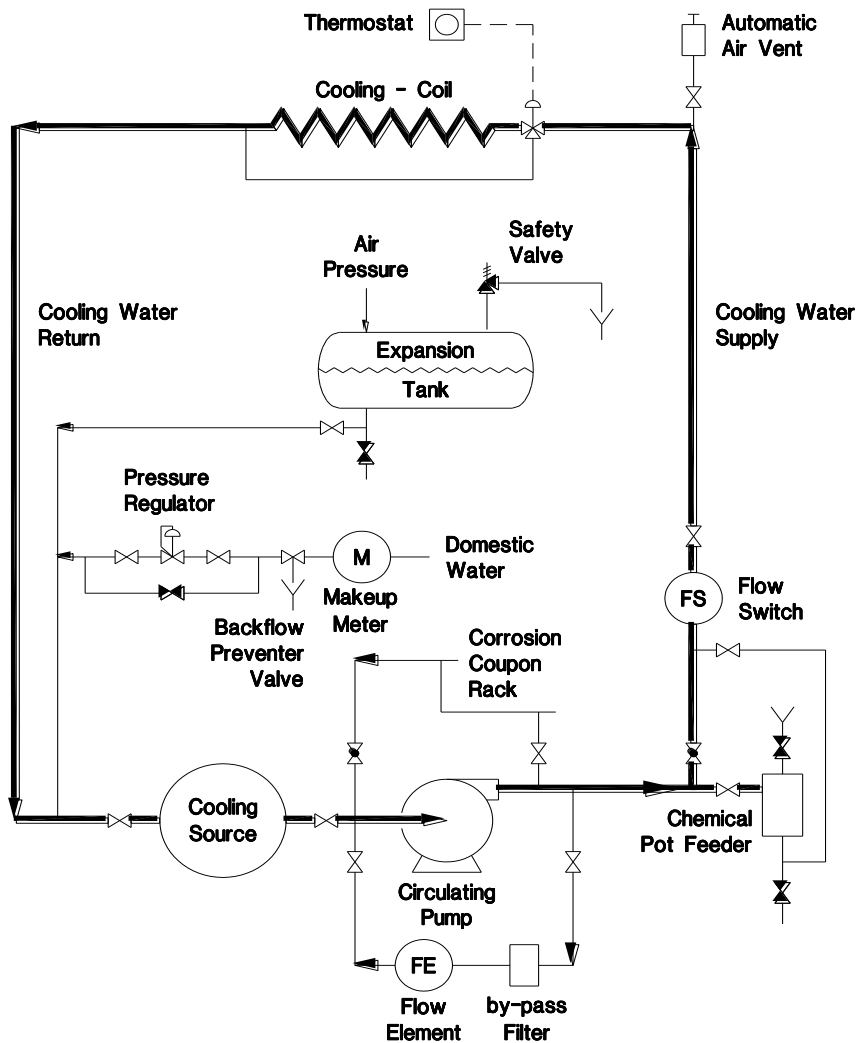 Thermostat
Automatic
Air Vent
Cooling - Coil
Safety
Valve
Air
Pressure
Cooling Water
Return
Cooling Water
Supply
Expansion
Tank
Pressure
Regulator
M
Domestic
Water
Makeup
Meter
FS
Flow
Switch
Backflow
Preventer
Valve
Corrosion
Coupon
Rack
Cooling
Source
Chemical
Pot Feeder
Circulating
Pump
FE
Flow
Element
by-pass
Filter